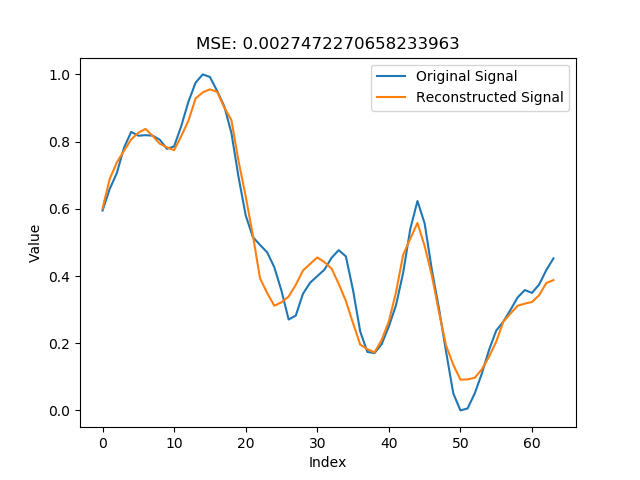 MSE: 0.0027472270658233963
Original Signal
Reconstructed Signal
1.0
0.8
0.6
0.4
0.2
0.0
Value
0 10 20 30 40 50 60
Index